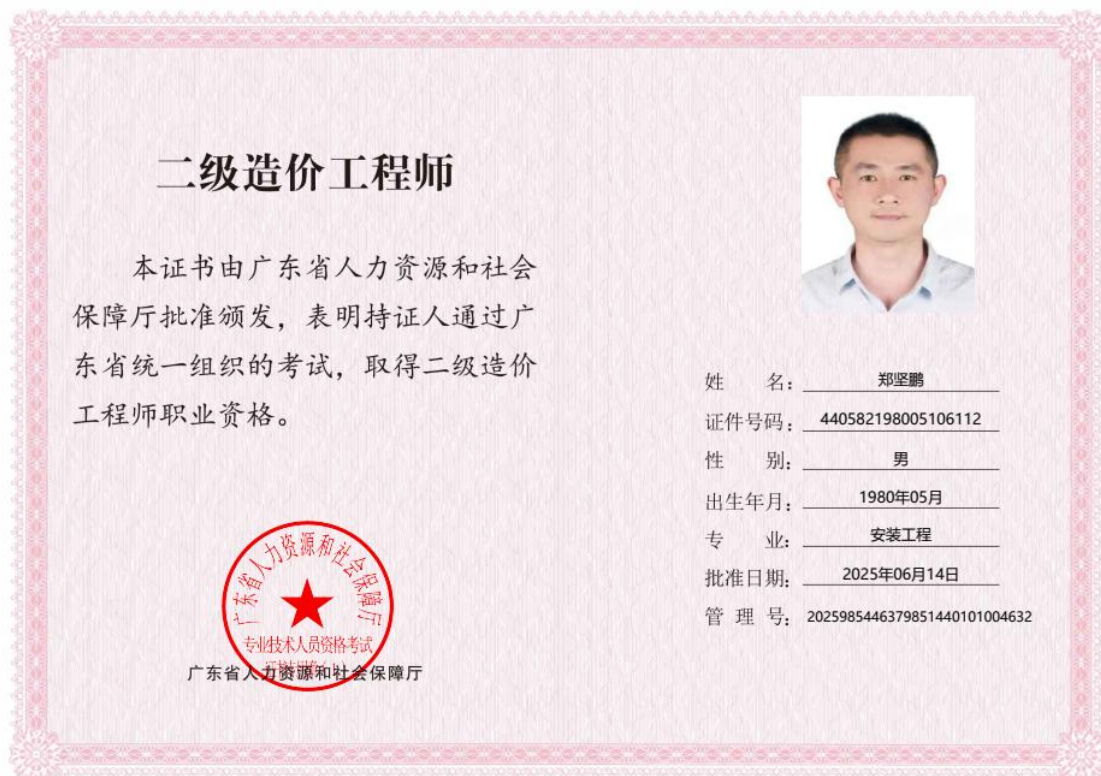 二级造价工程师
本证书由广东省人力资源和社会
保障厅批准颁发，表明持证人通过广
东省统一组织的考试，取得二级造价
工程师职业资格。
姓名：郑坚鹏
证件号码：440582198005106112
性别：男
出生年月：1980年05月
专业：安装工程
批准日期：2025年06月14日
管理号：2025985446379851440101004632
广东省人力资源和社会保障厅
专业技术人员资格考试
广东省人力资源和社会保障厅